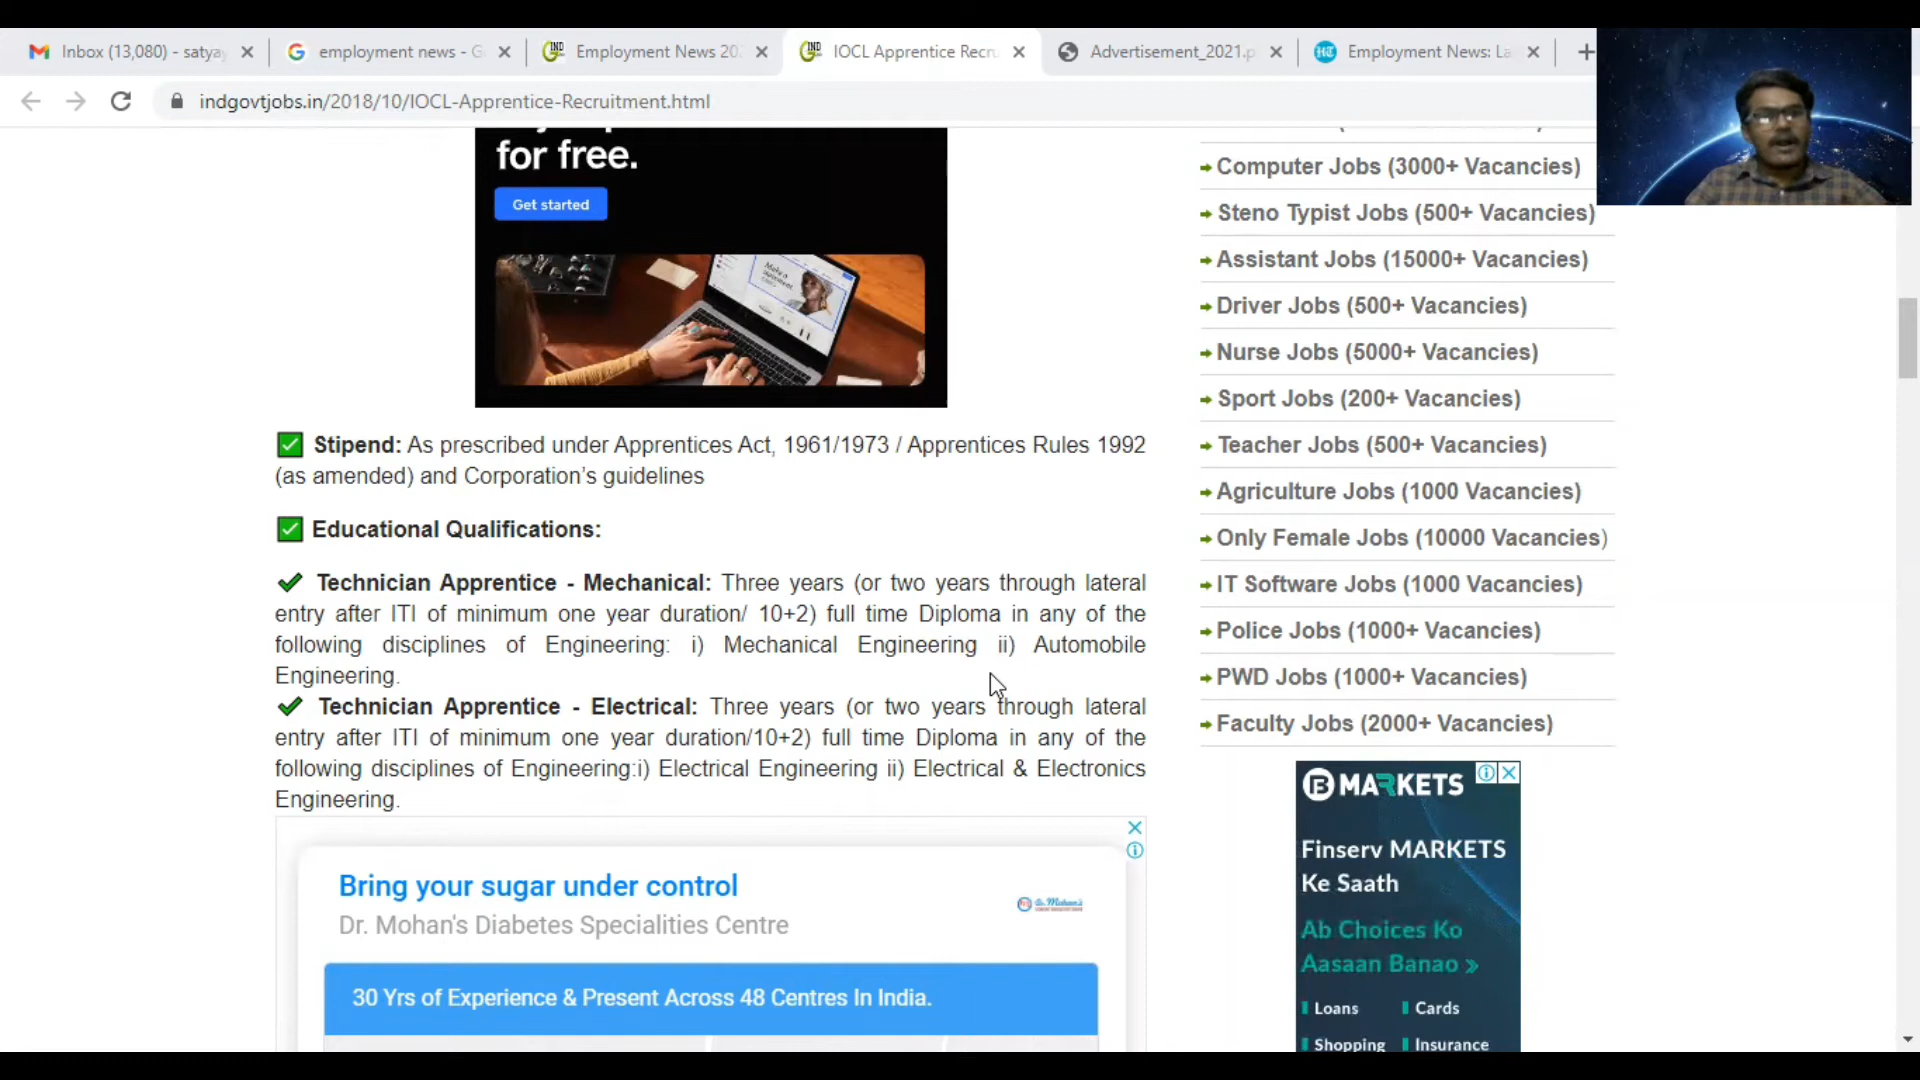 Inbox (13,080) - satya
employment news - G
Employment News 20
IOCL Apprentice Recru
Advertisement_2021.p
Employment News: La
indgovtjobs.in/2018/10/IOCL-Apprentice-Recruitment.html
for free.
Get started
Stipend: As prescribed under Apprentices Act, 1961/1973 / Apprentices Rules 1992
(as amended) and Corporation's guidelines
Educational Qualifications:
Technician Apprentice - Mechanical: Three years (or two years through lateral
entry after ITI of minimum one year duration/ 10+2) full time Diploma in any of the
following disciplines of Engineering: i) Mechanical Engineering ii) Automobile
Engineering.
Technician Apprentice - Electrical: Three years (or two years through lateral
entry after ITI of minimum one year duration/10+2) full time Diploma in any of the
following disciplines of Engineering:i) Electrical Engineering ii) Electrical & Electronics
Engineering.
Bring your sugar under control
Dr. Mohan's Diabetes Specialities Centre
Dr. Mohan's
30 Yrs of Experience & Present Across 48 Centres In India.
Computer Jobs (3000+ Vacancies)
Steno Typist Jobs (500+ Vacancies)
Assistant Jobs (15000+ Vacancies)
Driver Jobs (500+ Vacancies)
Nurse Jobs (5000+ Vacancies)
Sport Jobs (200+ Vacancies)
Teacher Jobs (500+ Vacancies)
Agriculture Jobs (1000 Vacancies)
Only Female Jobs (10000 Vacancies)
IT Software Jobs (1000 Vacancies)
Police Jobs (1000+ Vacancies)
PWD Jobs (1000+ Vacancies)
Faculty Jobs (2000+ Vacancies)
B MARKETS
Finserv MARKETS
Ke Saath
Ab Choices Ko
Aasaan Banao »
Loans
Cards
Shopping
Insurance